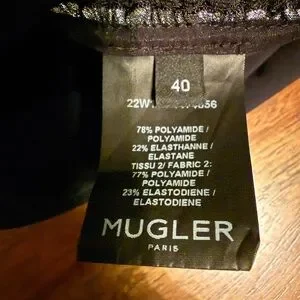 40
78% POLYAMIDE /
POLYAMIDE
22% ELASTHANNE /
ELASTANE
TISSU 2/ FABRIC 2:
77% POLYAMIDE /
POLYAMIDE
23% ELASTODIENE /
ELASTODIENE
MUGLER
PARIS